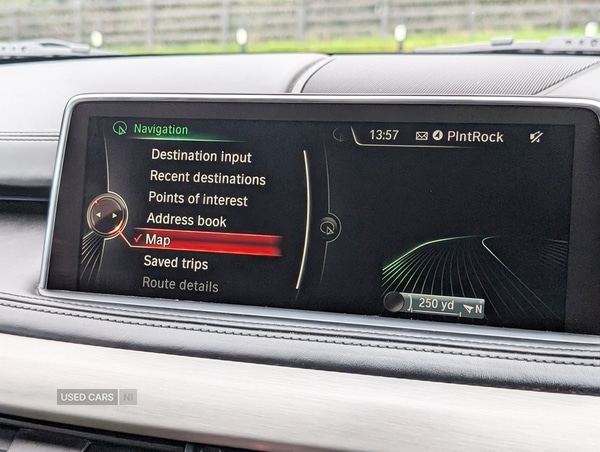 Navigation
13:57 PlntRock
Destination input
Recent destinations
Points of interest
Address book
Map
Saved trips
Route details
250 yd N
USED CARS NI